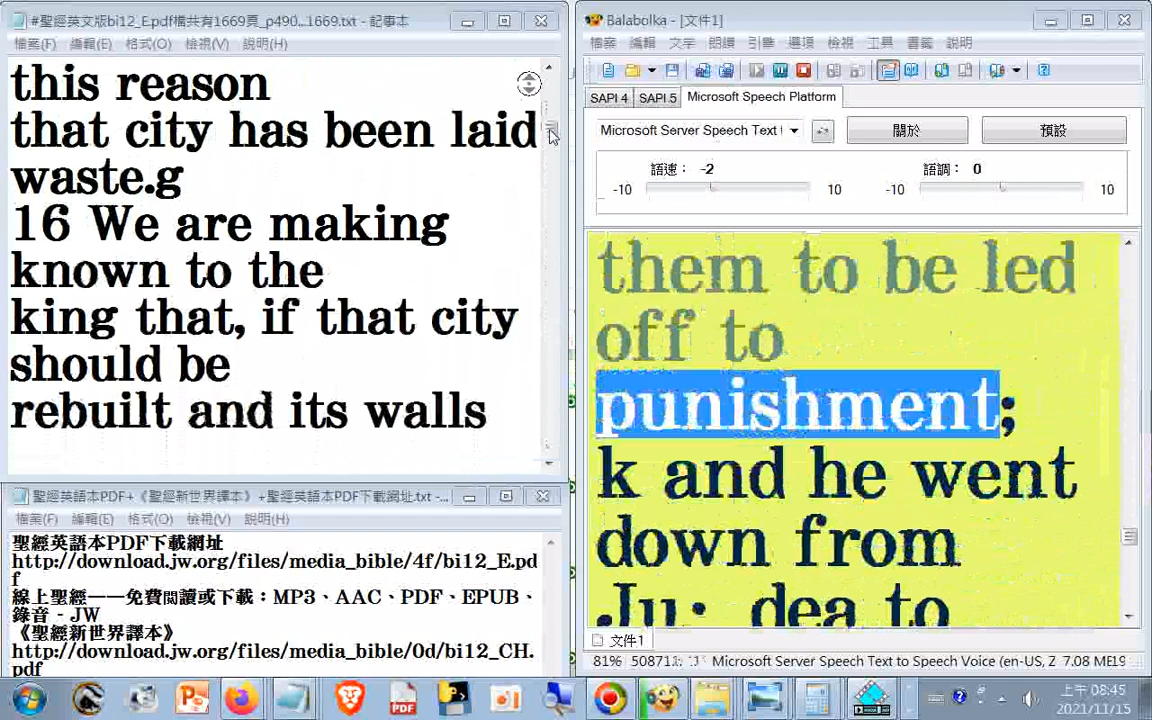 #聖經英文版bi12_E.pdf檔共有1669頁_p490,..1669.txt - 記事本
檔案(F) 編輯(E) 格式(O) 檢視(V) 說明(H)
this reason
that city has been laid
waste.g
16 We are making
known to the
king that, if that city
should be
rebuilt and its walls
聖經英語本PDF+《聖經新世界譯本》+聖經英語本PDF下載網址.txt - ...
檔案(F) 編輯(E) 格式(O) 檢視(V) 說明(H)
聖經英語本PDF下載網址
http://download.jw.org/files/media_bible/4f/bi12_E.pd
f
線上聖經——免費閱讀或下載：MP3、AAC、PDF、EPUB、
錄音 - JW
《聖經新世界譯本》
http://download.jw.org/files/media_bible/0d/bi12_CH.
pdf
Balabolka - [文件1]
檔案 編輯 文字 朗讀 引擎 選項 檢視 工具 書籤 說明
SAPI 4 SAPI 5 Microsoft Speech Platform
Microsoft Server Speech Text 關於 預設
語速： -2 語調： 0
-10 10 -10 10
them to be led
off to
punishment;
k and he went
down from
Ju· dea to
文件1
81% Microsoft Server Speech Text to Speech Voice (en-US, Z 7.08 ME
上午 08:45
2021/11/15